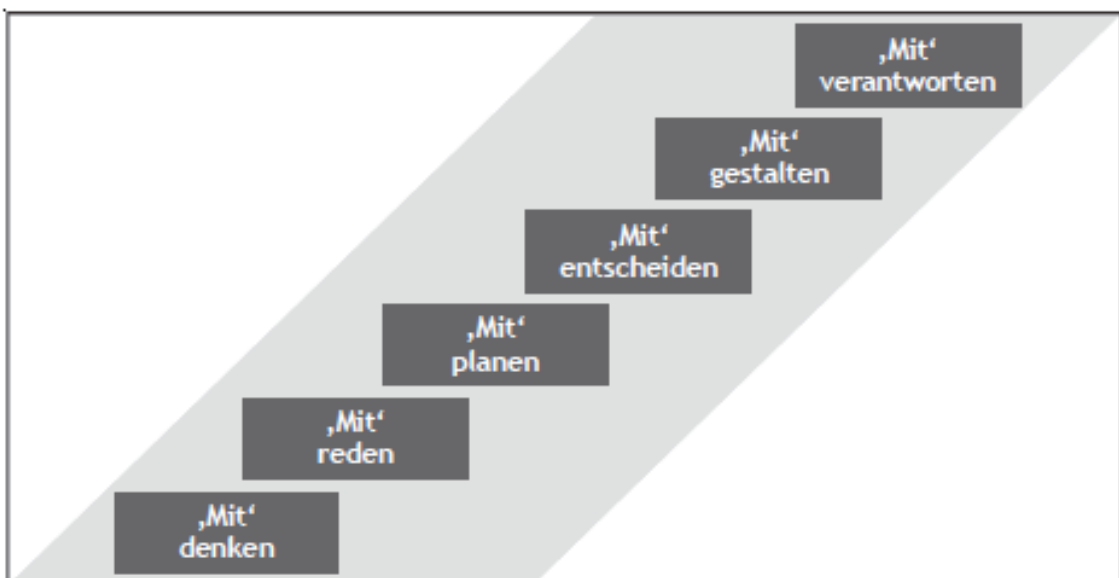 ‚Mit‘
verantworten
‚Mit‘
gestalten
‚Mit‘
entscheiden
‚Mit‘
planen
‚Mit‘
reden
‚Mit‘
denken